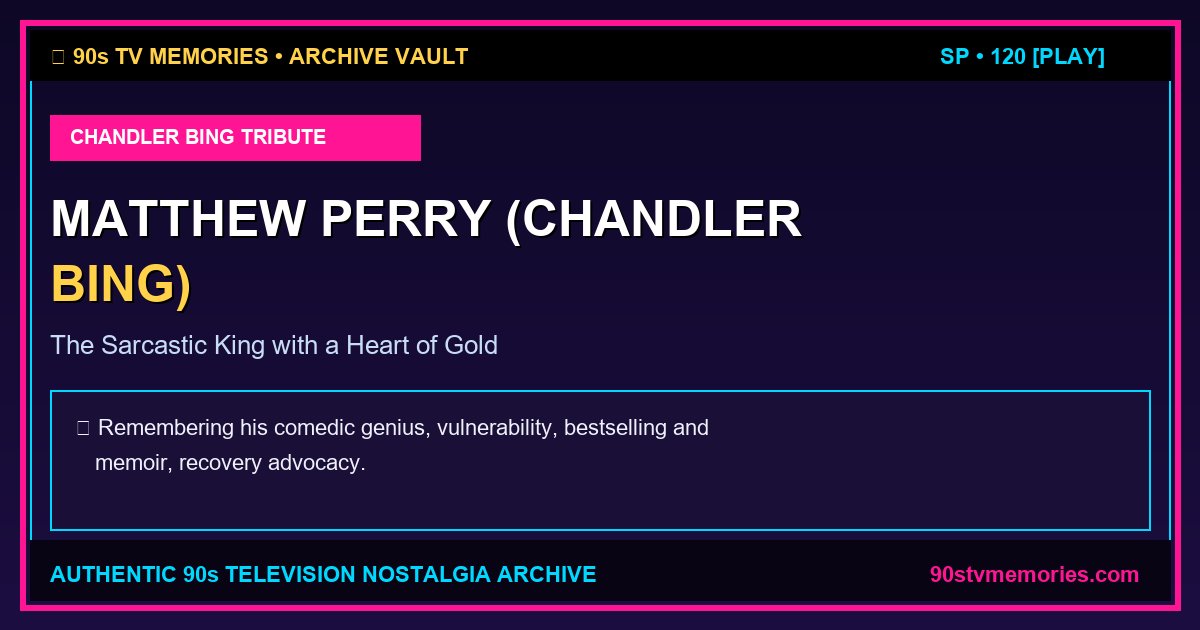 90s TV MEMORIES • ARCHIVE VAULT
SP • 120 [PLAY]
CHANDLER BING TRIBUTE
MATTHEW PERRY (CHANDLER
BING)
The Sarcastic King with a Heart of Gold
Remembering his comedic genius, vulnerability, bestselling and
memoir, recovery advocacy.
AUTHENTIC 90s TELEVISION NOSTALGIA ARCHIVE
90stvmemories.com